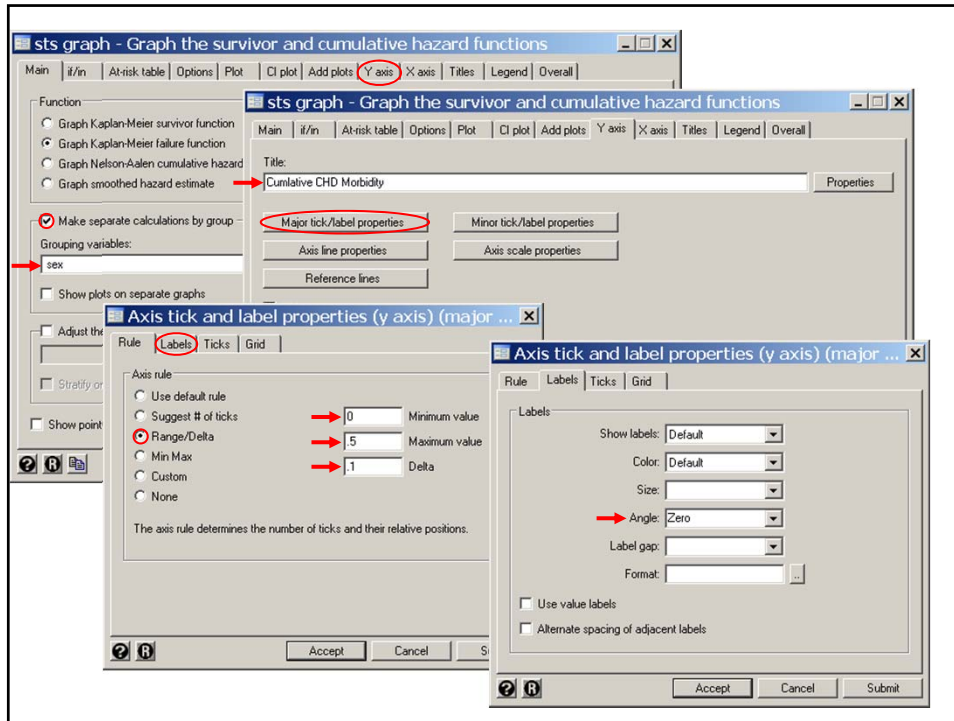 sts graph - Graph the survivor and cumulative hazard functions
Main if/in At-risk table Options Plot CI plot Add plots Y axis X axis Titles Legend Overall
Function
Graph Kaplan-Meier survivor function
Graph Kaplan-Meier failure function
Graph Nelson-Aalen cumulative hazard
Graph smoothed hazard estimate
Make separate calculations by group
Grouping variables:
sex
Show plots on separate graphs
Adjust the
Stratify on
Show point
sts graph - Graph the survivor and cumulative hazard functions
Main if/in At-risk table Options Plot CI plot Add plots Y axis X axis Titles Legend Overall
Title:
Cumlative CHD Morbidity
Properties
Major tick/label properties Minor tick/label properties
Axis line properties Axis scale properties
Reference lines
Axis tick and label properties (y axis) (major ...
Rule Labels Ticks Grid
Axis rule
Use default rule
Suggest # of ticks
Range/Delta
Min Max
Custom
None
0 Minimum value
.5 Maximum value
.1 Delta
The axis rule determines the number of ticks and their relative positions.
Accept Cancel S
Axis tick and label properties (y axis) (major ...
Rule Labels Ticks Grid
Labels
Show labels: Default
Color: Default
Size:
Angle: Zero
Label gap:
Format: ..
Use value labels
Alternate spacing of adjacent labels
Accept Cancel Submit